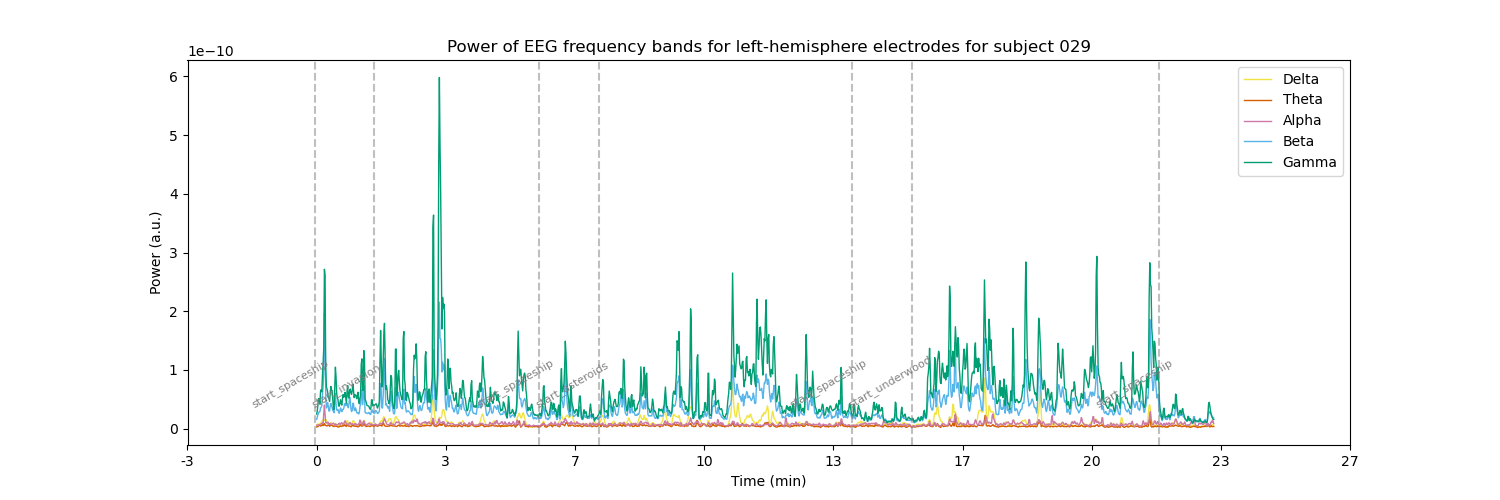 Power of EEG frequency bands for left-hemisphere electrodes for subject 029
1e−10
6
5
4
3
2
1
0
Power (a.u.)
Delta
Theta
Alpha
Beta
Gamma
start_spaceship
start_invasion
start_spaceship
start_asteroids
start_spaceship
start_underwood
start_spaceship
-3
0
3
7
10
13
17
20
23
27
Time (min)